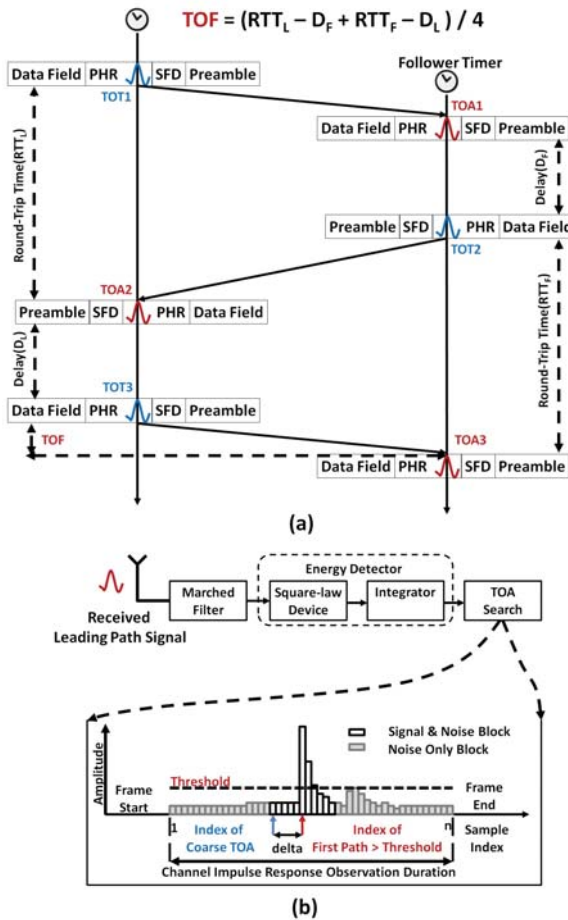 TOF = (RTT_L − D_F + RTT_F − D_L) / 4
Follower Timer
Data Field PHR SFD Preamble
TOT1
TOA1
Data Field PHR SFD Preamble
Round-Trip Time(RTT_L)
Delay(D_F)
Preamble SFD PHR Data Field
TOT2
TOA2
Preamble SFD PHR Data Field
Delay(D_L)
Round-Trip Time(RTT_F)
TOT3
Data Field PHR SFD Preamble
TOF
TOA3
Data Field PHR SFD Preamble
(a)
Energy Detector
Marched Filter
Square-law Device
Integrator
TOA Search
Received
Leading Path Signal
Amplitude
Signal & Noise Block
Noise Only Block
Threshold
Frame Start
Frame End
1
n
Index of Coarse TOA
delta
Index of First Path > Threshold
Sample Index
Channel Impulse Response Observation Duration
(b)